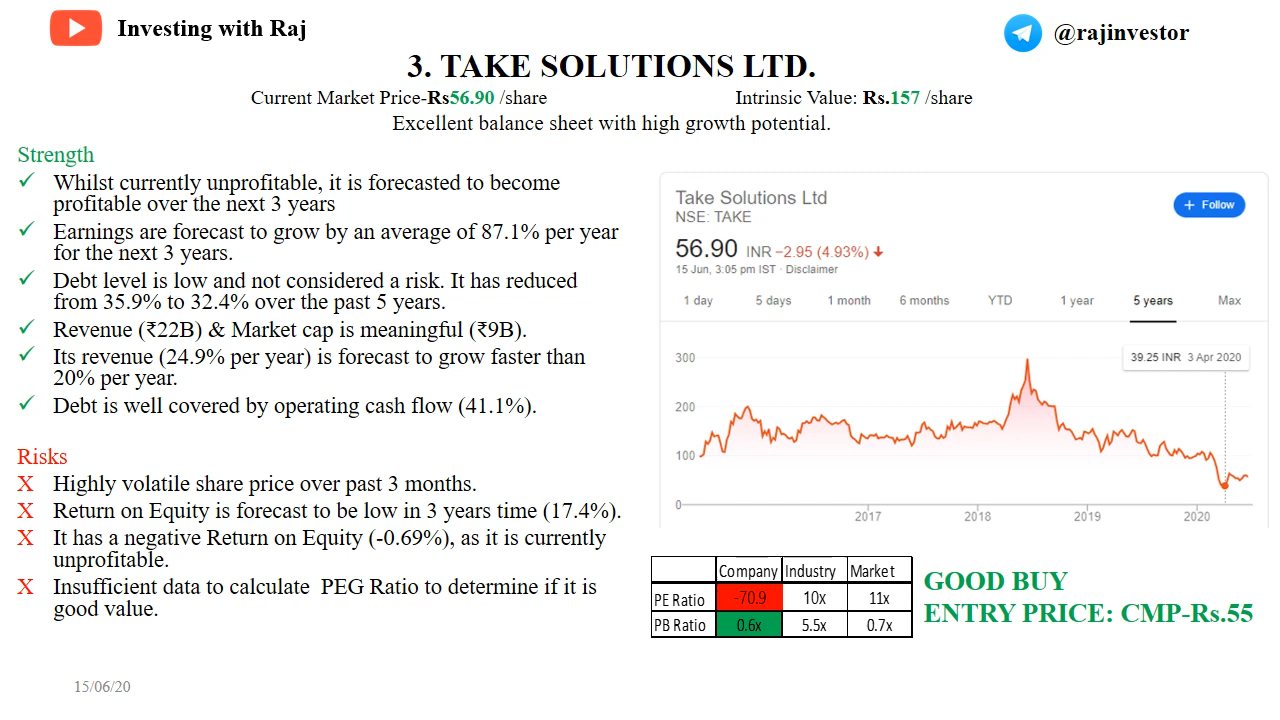 Investing with Raj
@rajinvestor
3. TAKE SOLUTIONS LTD.
Current Market Price-Rs56.90 /share
Intrinsic Value: Rs.157 /share
Excellent balance sheet with high growth potential.
Strength
✓ Whilst currently unprofitable, it is forecasted to become
profitable over the next 3 years
✓ Earnings are forecast to grow by an average of 87.1% per year
for the next 3 years.
✓ Debt level is low and not considered a risk. It has reduced
from 35.9% to 32.4% over the past 5 years.
✓ Revenue (₹22B) & Market cap is meaningful (₹9B).
✓ Its revenue (24.9% per year) is forecast to grow faster than
20% per year.
✓ Debt is well covered by operating cash flow (41.1%).
Risks
X Highly volatile share price over past 3 months.
X Return on Equity is forecast to be low in 3 years time (17.4%).
X It has a negative Return on Equity (-0.69%), as it is currently
unprofitable.
X Insufficient data to calculate PEG Ratio to determine if it is
good value.
Take Solutions Ltd
NSE: TAKE
+ Follow
56.90 INR −2.95 (4.93%) ↓
15 Jun, 3:05 pm IST · Disclaimer
1 day 5 days 1 month 6 months YTD 1 year 5 years Max
39.25 INR 3 Apr 2020
300
200
100
0
2017 2018 2019 2020
Company Industry Market
PE Ratio -70.9 10x 11x
PB Ratio 0.6x 5.5x 0.7x
GOOD BUY
ENTRY PRICE: CMP-Rs.55
15/06/20